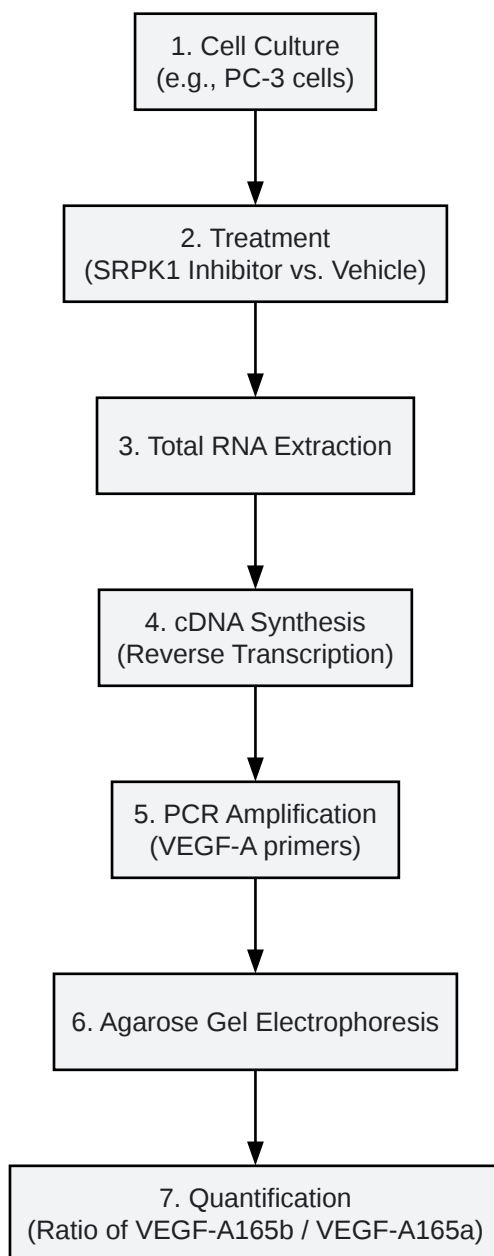 1. Cell Culture
(e.g., PC-3 cells)
2. Treatment
(SRPK1 Inhibitor vs. Vehicle)
3. Total RNA Extraction
4. cDNA Synthesis
(Reverse Transcription)
5. PCR Amplification
(VEGF-A primers)
6. Agarose Gel Electrophoresis
7. Quantification
(Ratio of VEGF-A165b / VEGF-A165a)